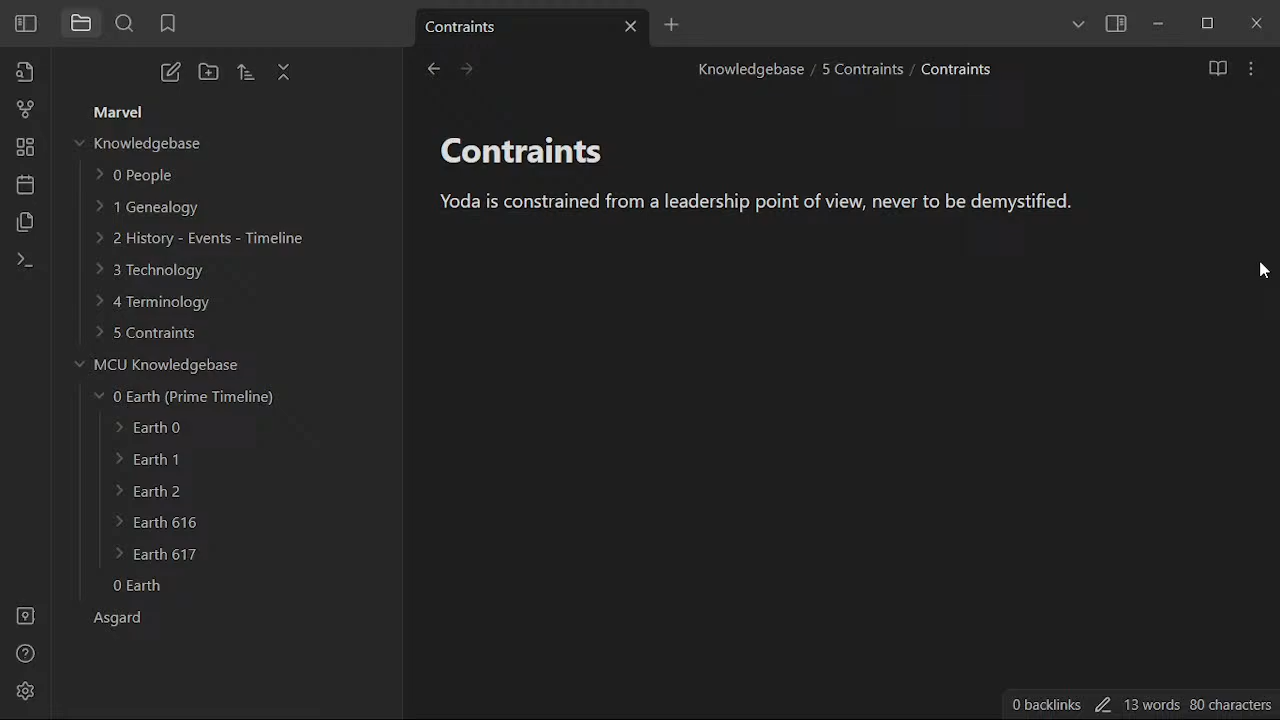 Contraints
Knowledgebase / 5 Contraints / Contraints
Marvel
Knowledgebase
0 People
1 Genealogy
2 History - Events - Timeline
3 Technology
4 Terminology
5 Contraints
MCU Knowledgebase
0 Earth (Prime Timeline)
Earth 0
Earth 1
Earth 2
Earth 616
Earth 617
0 Earth
Asgard
Contraints
Yoda is constrained from a leadership point of view, never to be demystified.
0 backlinks 13 words 80 characters